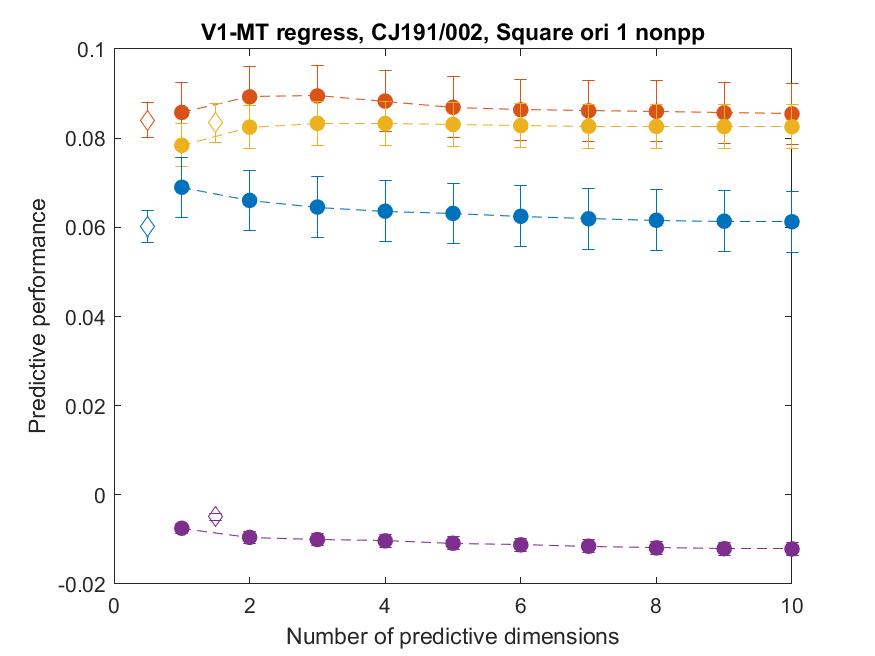 V1-MT regress, CJ191/002, Square ori 1 nonpp
0.1
0.08
0.06
0.04
0.02
0
-0.02
Predictive performance
0 2 4 6 8 10
Number of predictive dimensions